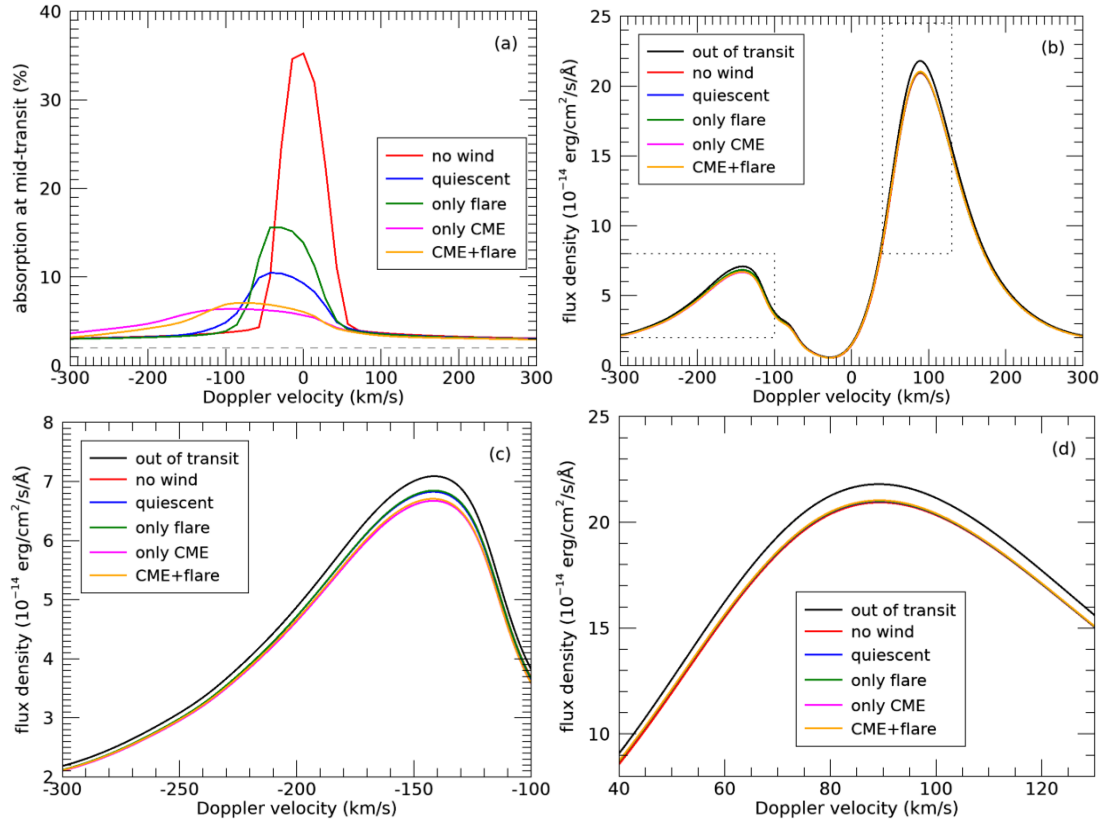 (a)
absorption at mid-transit (%)
40
30
20
10
0
no wind
quiescent
only flare
only CME
CME+flare
-300 -200 -100 0 100 200 300
Doppler velocity (km/s)
(b)
flux density (10⁻¹⁴ erg/cm²/s/Å)
25
20
15
10
5
0
out of transit
no wind
quiescent
only flare
only CME
CME+flare
-300 -200 -100 0 100 200 300
Doppler velocity (km/s)
(c)
flux density (10⁻¹⁴ erg/cm²/s/Å)
8
7
6
5
4
3
2
out of transit
no wind
quiescent
only flare
only CME
CME+flare
-300 -250 -200 -150 -100
Doppler velocity (km/s)
(d)
flux density (10⁻¹⁴ erg/cm²/s/Å)
25
20
15
10
out of transit
no wind
quiescent
only flare
only CME
CME+flare
40 60 80 100 120
Doppler velocity (km/s)